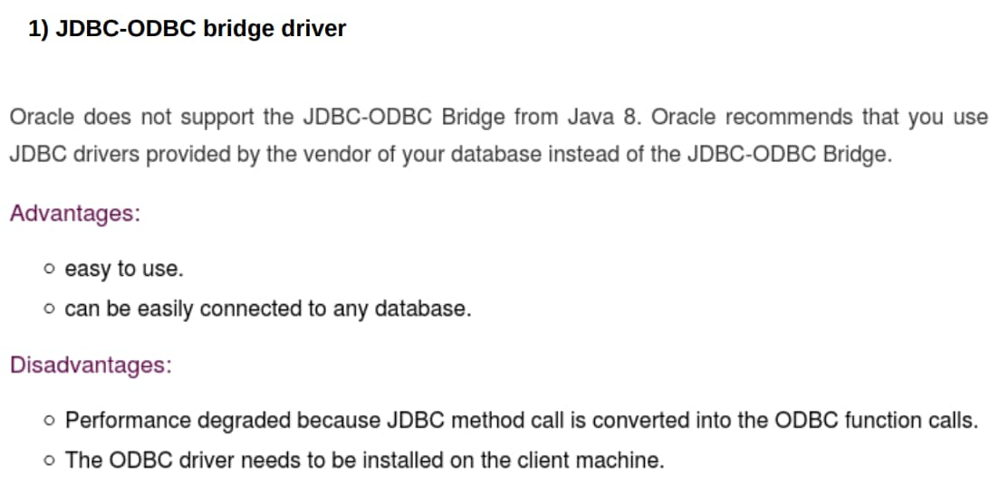 1) JDBC-ODBC bridge driver
Oracle does not support the JDBC-ODBC Bridge from Java 8. Oracle recommends that you use
JDBC drivers provided by the vendor of your database instead of the JDBC-ODBC Bridge.
Advantages:
easy to use.
can be easily connected to any database.
Disadvantages:
Performance degraded because JDBC method call is converted into the ODBC function calls.
The ODBC driver needs to be installed on the client machine.